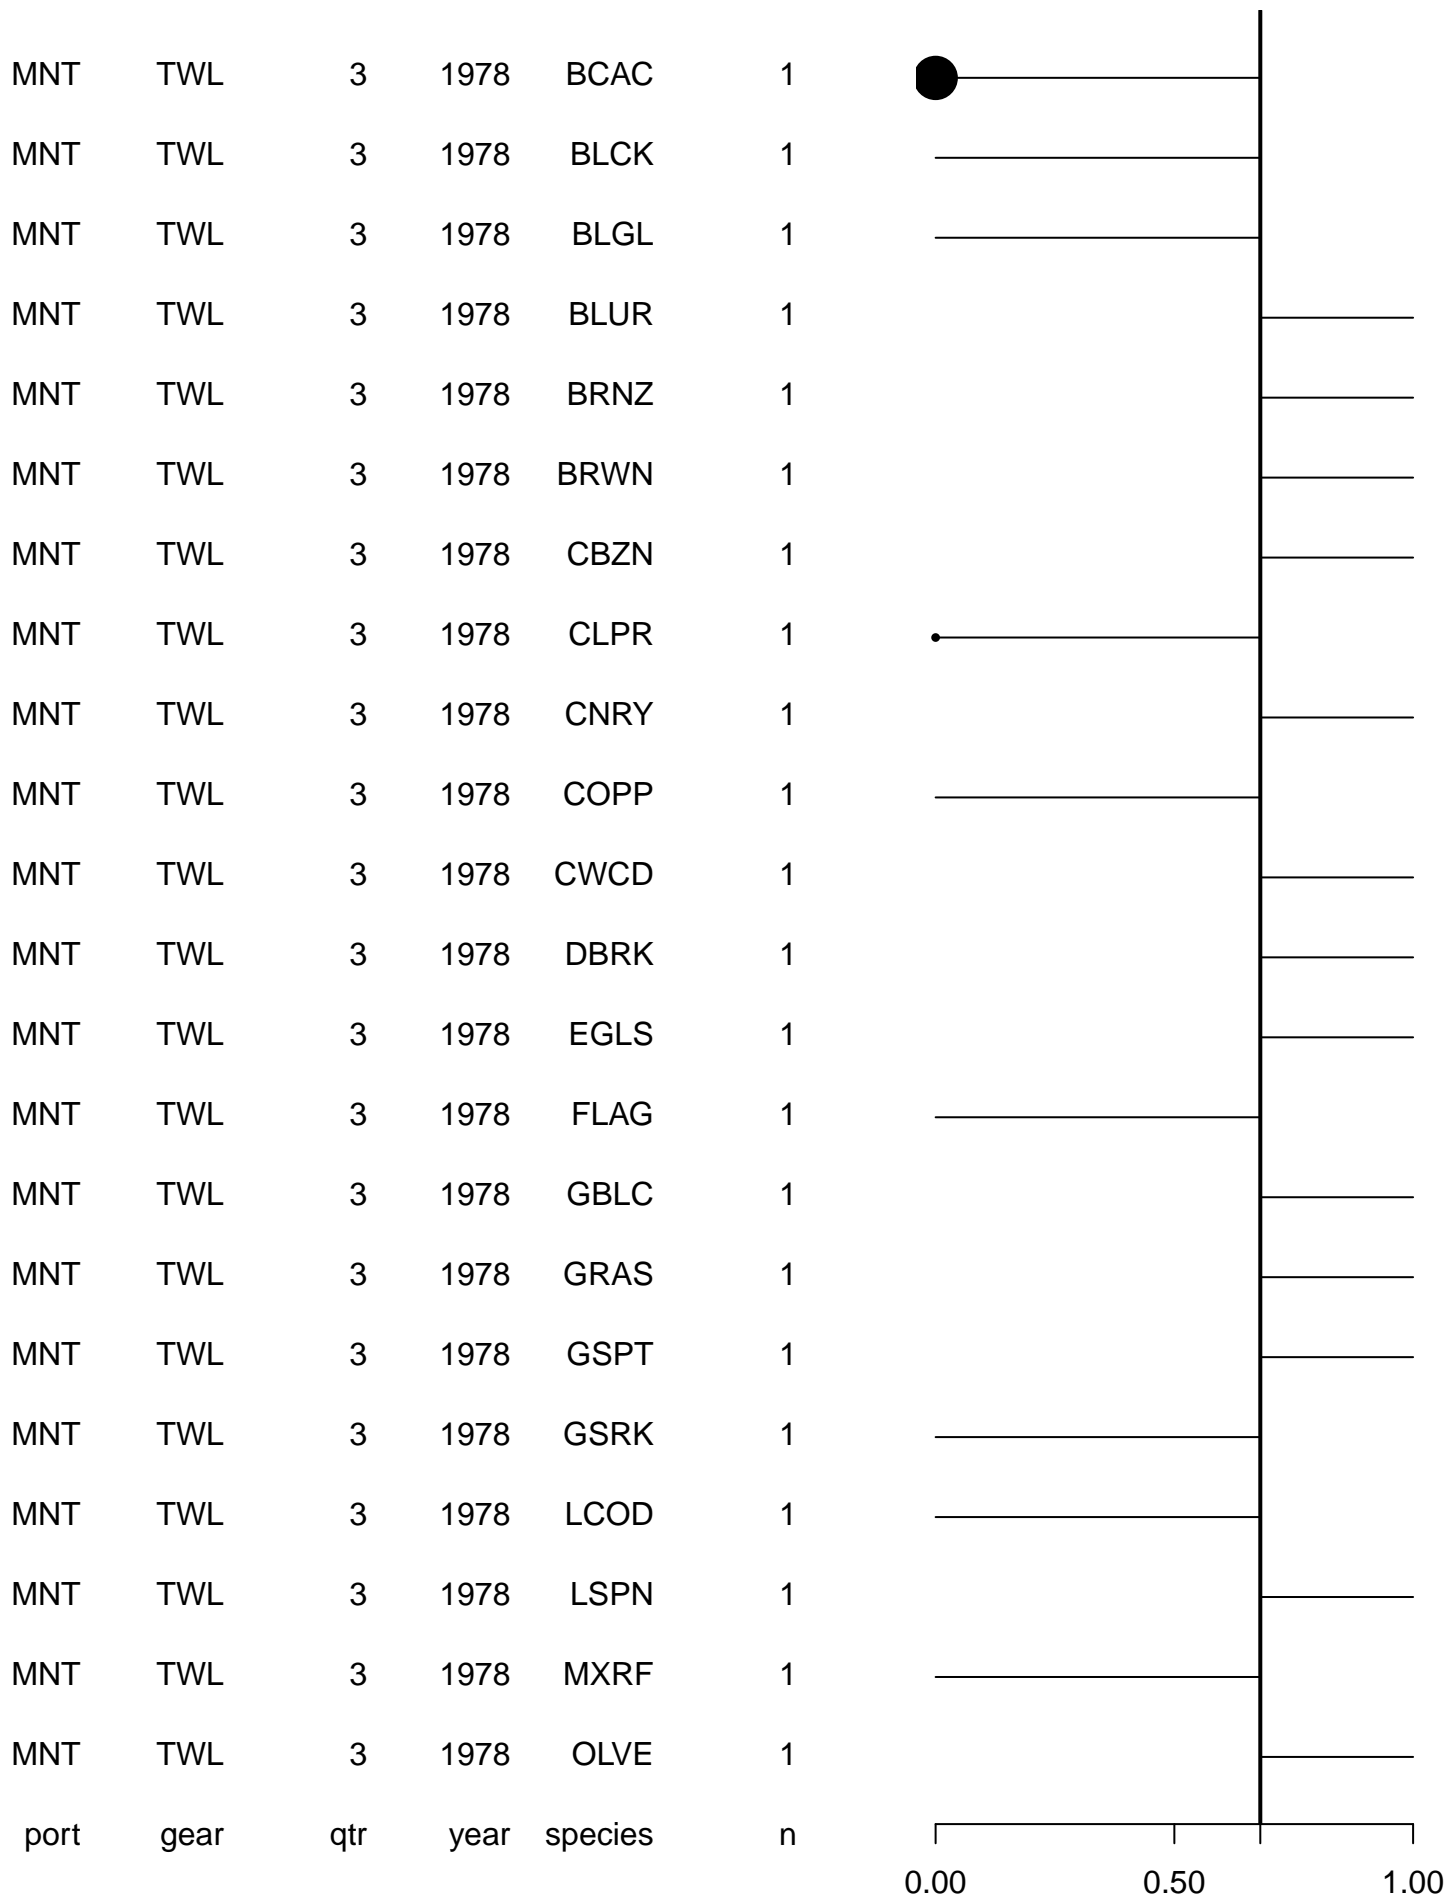 MNT TWL 3 1978 BCAC 1
MNT TWL 3 1978 BLCK 1
MNT TWL 3 1978 BLGL 1
MNT TWL 3 1978 BLUR 1
MNT TWL 3 1978 BRNZ 1
MNT TWL 3 1978 BRWN 1
MNT TWL 3 1978 CBZN 1
MNT TWL 3 1978 CLPR 1
MNT TWL 3 1978 CNRY 1
MNT TWL 3 1978 COPP 1
MNT TWL 3 1978 CWCD 1
MNT TWL 3 1978 DBRK 1
MNT TWL 3 1978 EGLS 1
MNT TWL 3 1978 FLAG 1
MNT TWL 3 1978 GBLC 1
MNT TWL 3 1978 GRAS 1
MNT TWL 3 1978 GSPT 1
MNT TWL 3 1978 GSRK 1
MNT TWL 3 1978 LCOD 1
MNT TWL 3 1978 LSPN 1
MNT TWL 3 1978 MXRF 1
MNT TWL 3 1978 OLVE 1
port gear qtr year species n
0.00 0.50 1.00